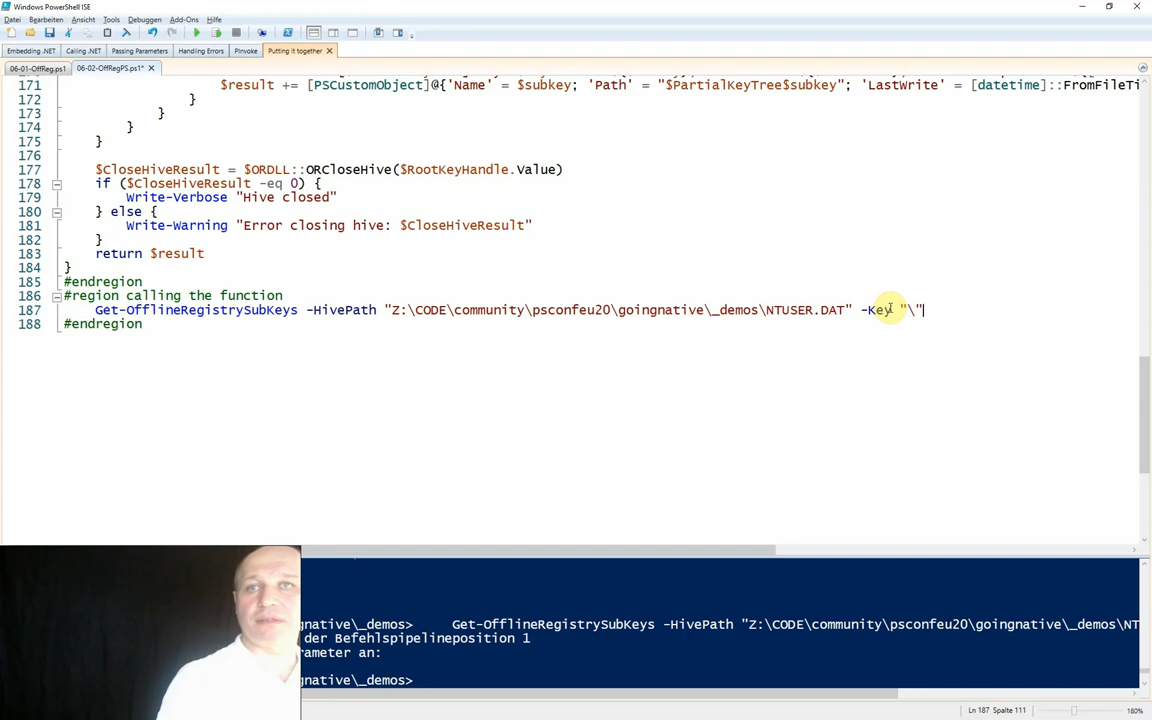 Windows PowerShell ISE
Datei Bearbeiten Ansicht Tools Debuggen Add-Ons Hilfe
Embedding .NET Calling .NET Passing Parameters Handling Errors PInvoke Putting it together
06-01-OffReg.ps1 06-02-OffRegPS.ps1*
171 $result += [PSCustomObject]@{'Name' = $subkey; 'Path' = "$PartialKeyTree$subkey"; 'LastWrite' = [datetime]::FromFileTi
172 }
173 }
174 }
175 }
176
177 $CloseHiveResult = $ORDLL::ORCloseHive($RootKeyHandle.Value)
178 if ($CloseHiveResult -eq 0) {
179 Write-Verbose "Hive closed"
180 } else {
181 Write-Warning "Error closing hive: $CloseHiveResult"
182 }
183 return $result
184 }
185 #endregion
186 #region calling the function
187 Get-OfflineRegistrySubKeys -HivePath "Z:\CODE\community\psconfeu20\goingnative\_demos\NTUSER.DAT" -Key "\"
188 #endregion
gnative\_demos> Get-OfflineRegistrySubKeys -HivePath "Z:\CODE\community\psconfeu20\goingnative\_demos\NT
der Befehlspipelineposition 1
rameter an:
gnative\_demos>
Ln 187 Spalte 111 180%